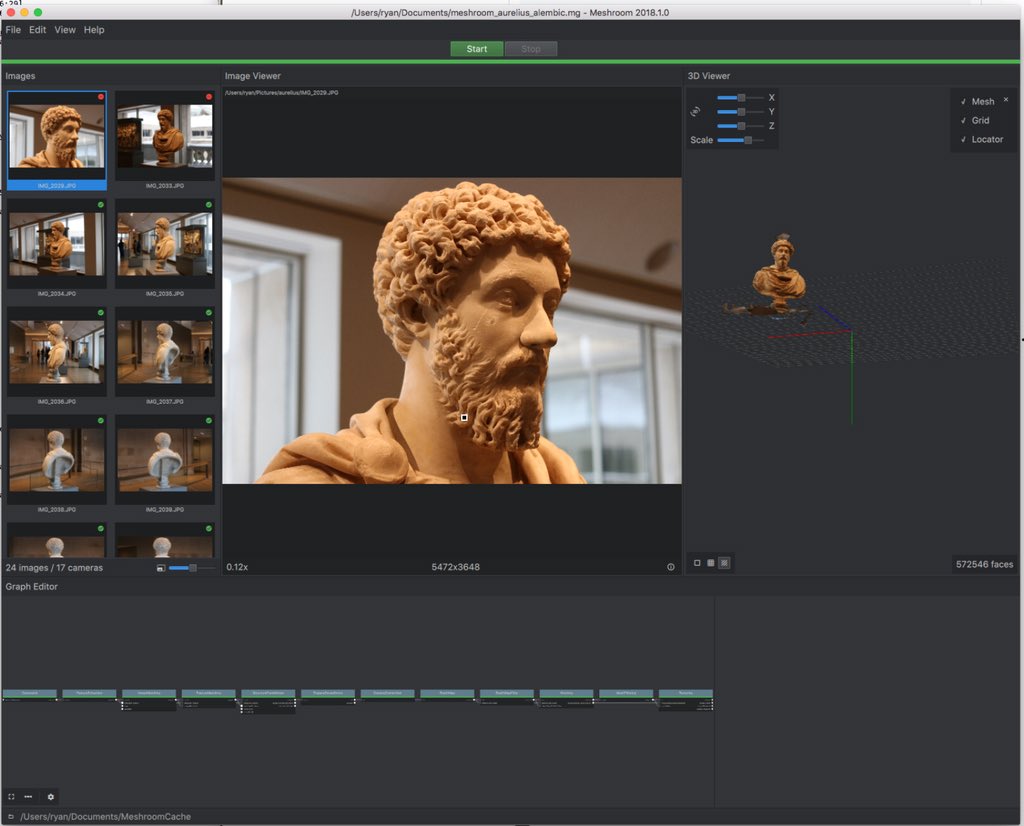 /Users/ryan/Documents/meshroom_aurelius_alembic.mg - Meshroom 2018.1.0
File Edit View Help
Start Stop
Images
Image Viewer
3D Viewer
/Users/ryan/Pictures/aurelius/IMG_2029.JPG
IMG_2029.JPG
IMG_2033.JPG
IMG_2034.JPG
IMG_2035.JPG
IMG_2036.JPG
IMG_2037.JPG
IMG_2038.JPG
IMG_2039.JPG
24 images / 17 cameras
0.12x
5472x3648
X
Y
Z
Scale
Mesh
Grid
Locator
572546 faces
Graph Editor
/Users/ryan/Documents/MeshroomCache